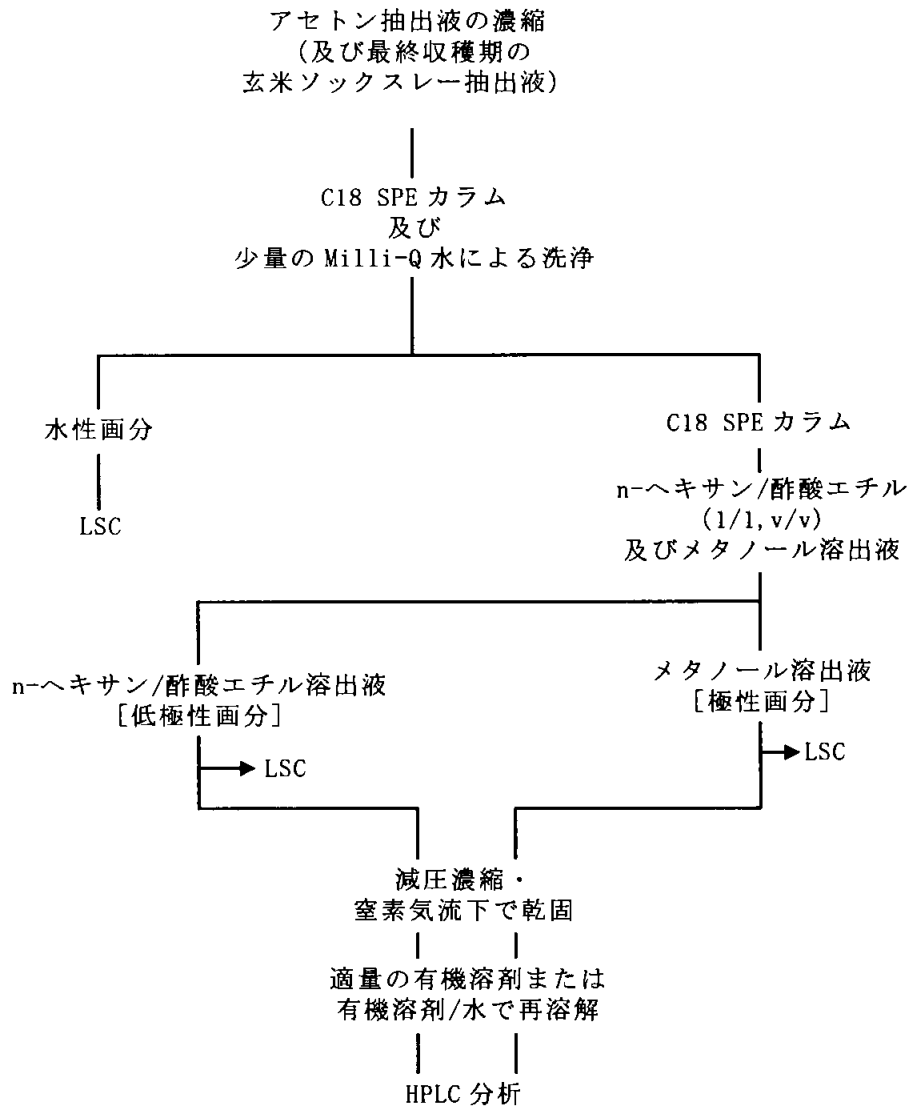 アセトン抽出液の濃縮
(及び最終収穫期の
玄米ソックスレー抽出液)
C18 SPE カラム
及び
少量の Milli-Q 水による洗浄
水性画分
LSC
C18 SPE カラム
n-ヘキサン/酢酸エチル
(1/1, v/v)
及びメタノール溶出液
n-ヘキサン/酢酸エチル溶出液
[低極性画分]
LSC
メタノール溶出液
[極性画分]
LSC
減圧濃縮・
窒素気流下で乾固
適量の有機溶剤または
有機溶剤/水で再溶解
HPLC 分析